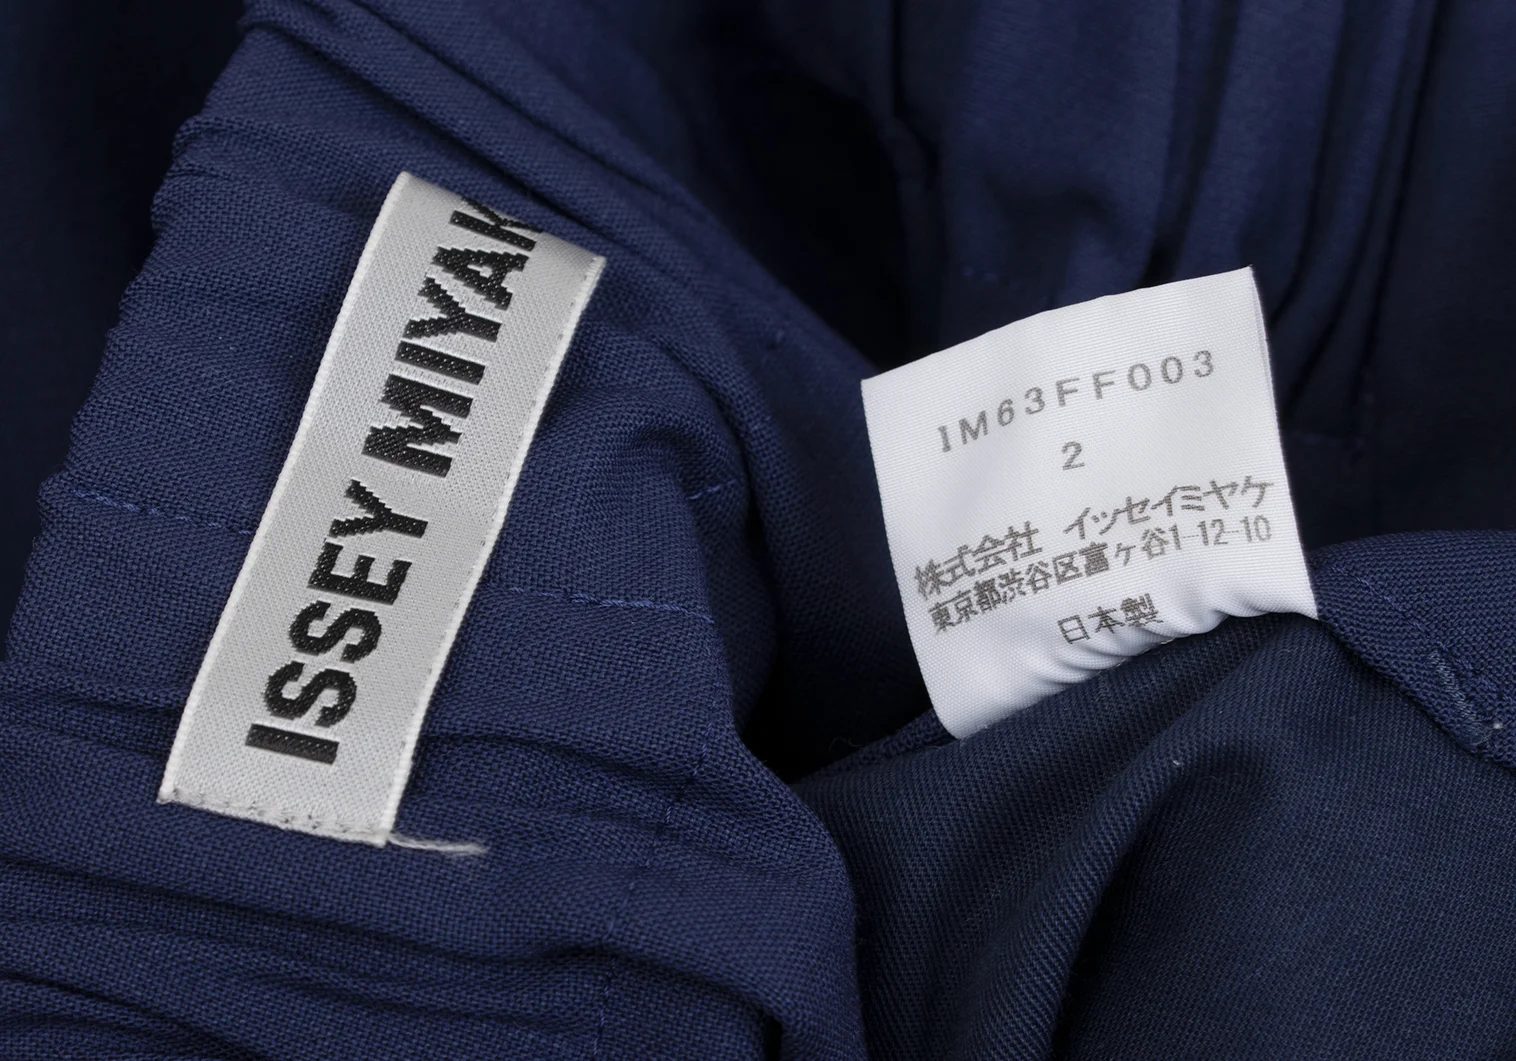 ISSEY MIYAK
IM63FF003
2
株式会社 イッセイミヤケ
東京都渋谷区富ヶ谷1-12-10
日本製